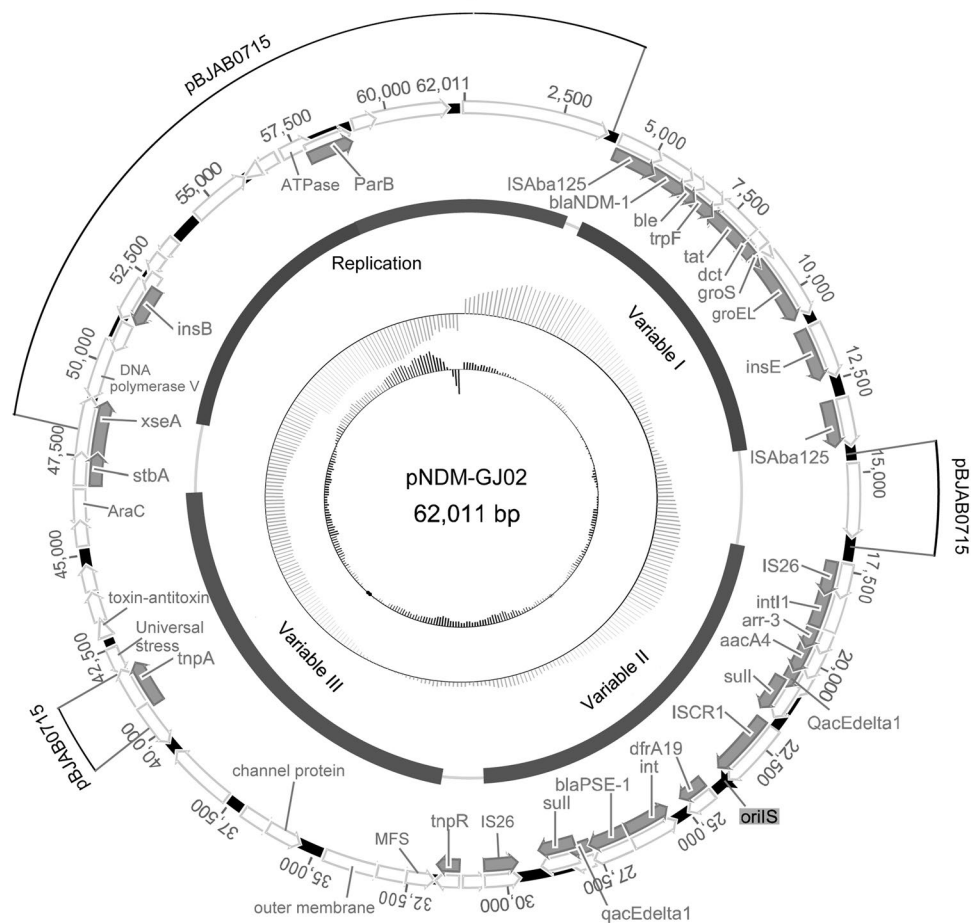 pBJAB0715
62,011
2,500
5,000
7,500
10,000
12,500
15,000
17,500
20,000
22,500
25,000
27,500
30,000
32,500
35,000
37,500
40,000
42,500
45,000
47,500
50,000
52,500
55,000
57,500
60,000
ATPase
ParB
ISAba125
blaNDM-1
ble
trpF
tat
dct
groS
groEL
insE
ISAba125
pBJAB0715
IS26
intI1
arr-3
aacA4
sulI
QacEdelta1
ISCR1
oriIS
dfrA19
int
blaPSE-1
sulI
qacEdelta1
IS26
tnpR
MFS
outer membrane
channel protein
pBJAB0715
tnpA
Universal
stress
toxin-antitoxin
AraC
stbA
xseA
DNA
polymerase V
insB
Replication
Variable I
Variable II
Variable III
pNDM-GJ02
62,011 bp